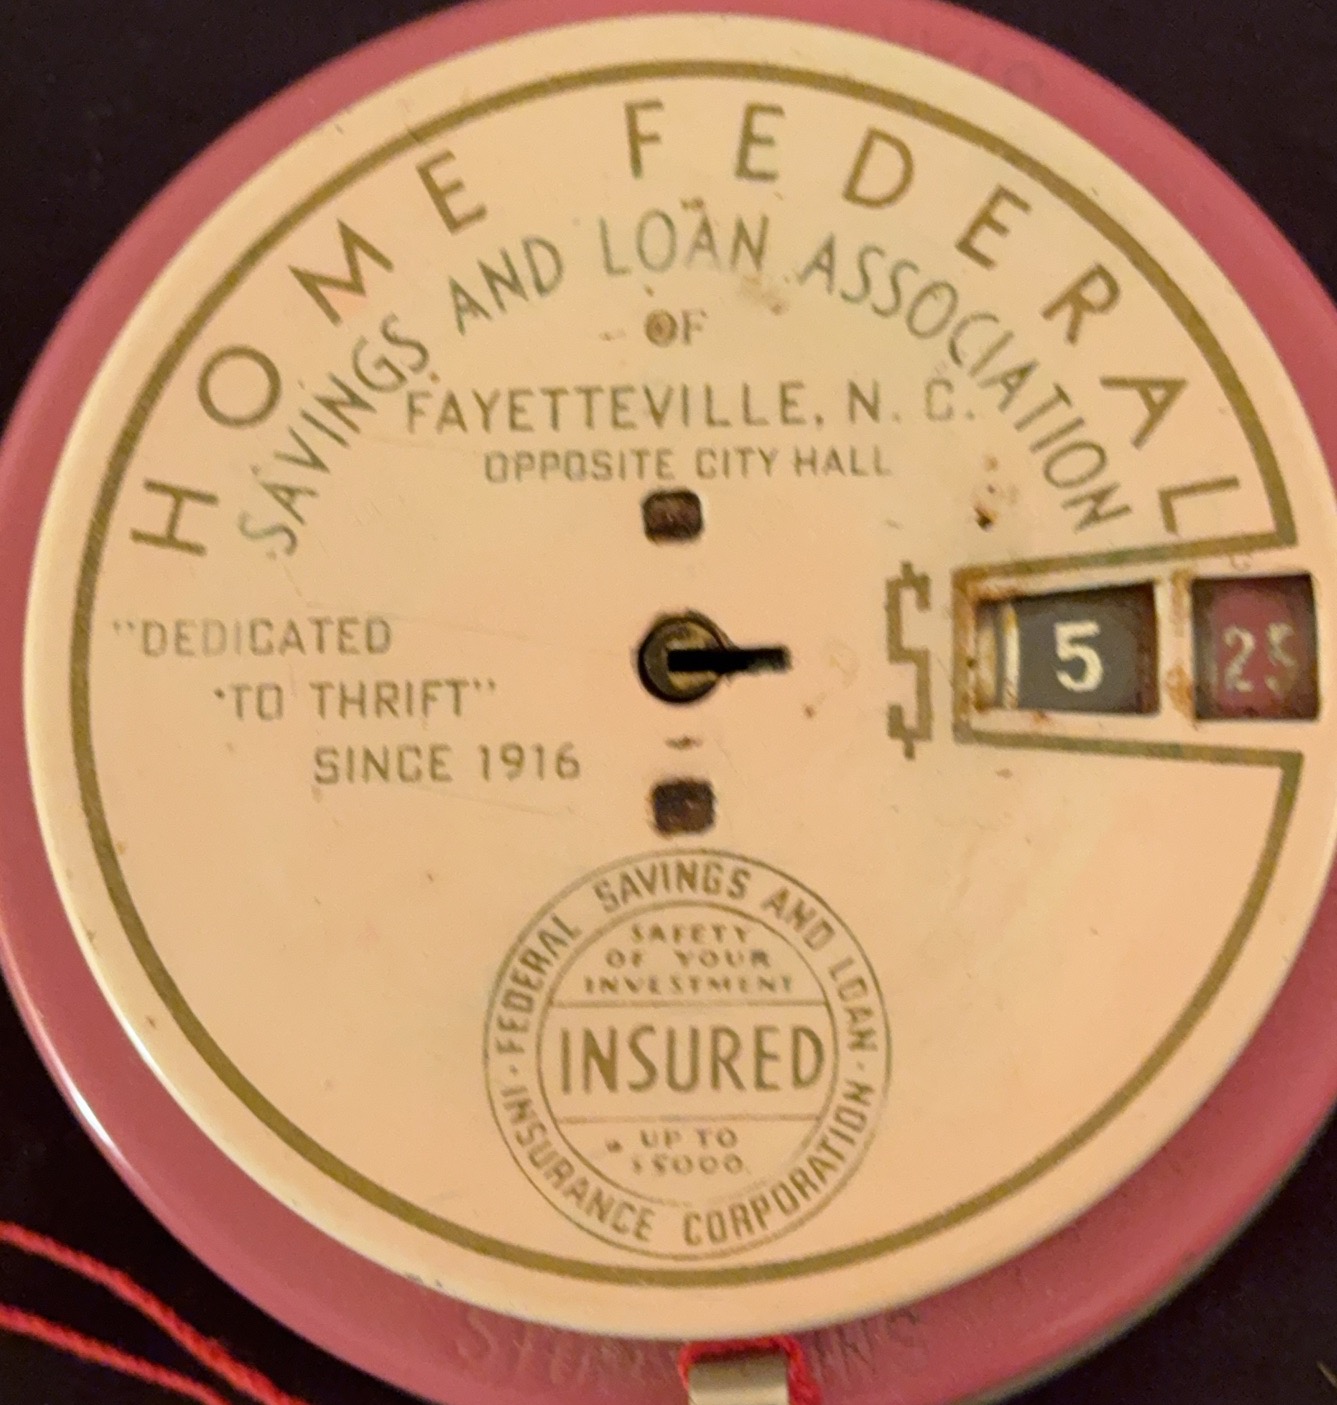 HOME FEDERAL
SAVINGS AND LOAN ASSOCIATION
OF
FAYETTEVILLE, N. C.
OPPOSITE CITY HALL
$ 5 25
"DEDICATED
TO THRIFT"
SINCE 1916
FEDERAL SAVINGS AND LOAN
INSURANCE CORPORATION
SAFETY
OF YOUR
INVESTMENT
INSURED
UP TO
$5000